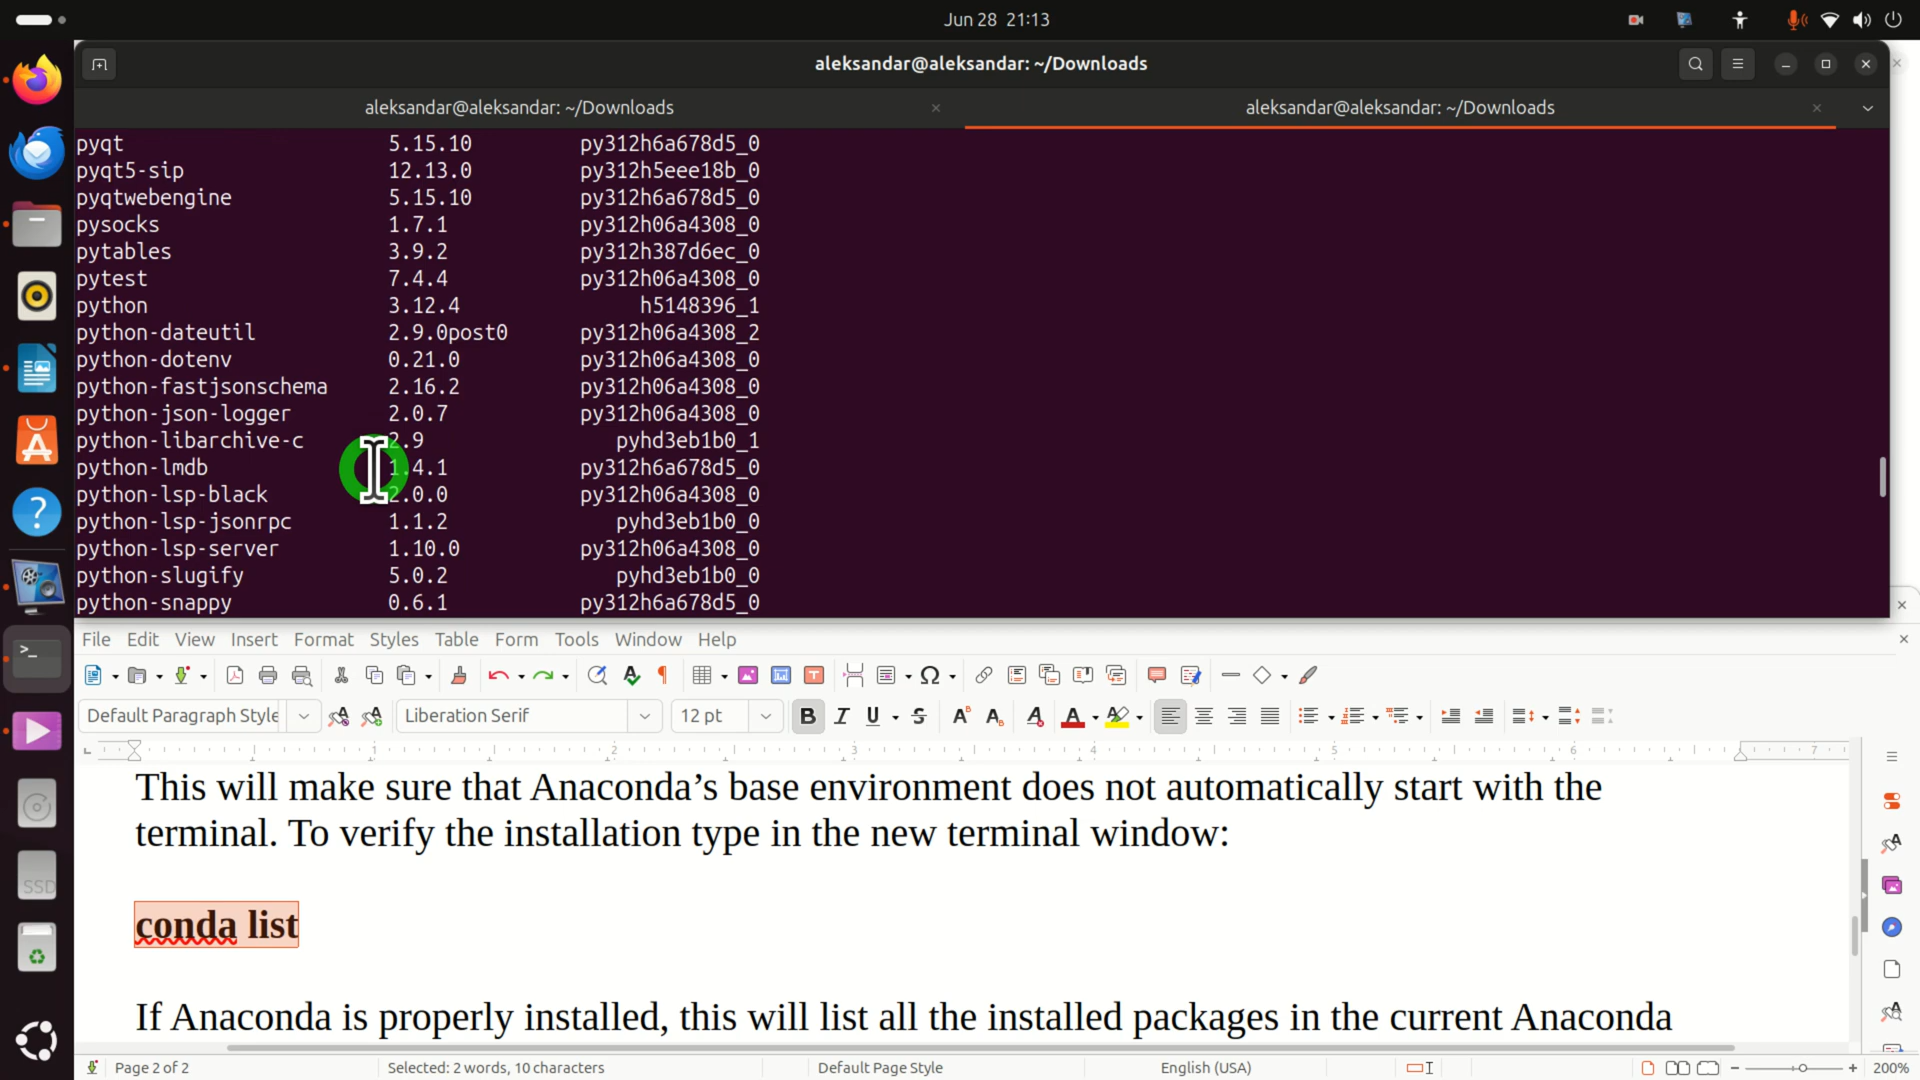 Jun 28 21:13
aleksandar@aleksandar: ~/Downloads
aleksandar@aleksandar: ~/Downloads
aleksandar@aleksandar: ~/Downloads
pyqt 5.15.10 py312h6a678d5_0
pyqt5-sip 12.13.0 py312h5eee18b_0
pyqtwebengine 5.15.10 py312h6a678d5_0
pysocks 1.7.1 py312h06a4308_0
pytables 3.9.2 py312h387d6ec_0
pytest 7.4.4 py312h06a4308_0
python 3.12.4 h5148396_1
python-dateutil 2.9.0post0 py312h06a4308_2
python-dotenv 0.21.0 py312h06a4308_0
python-fastjsonschema 2.16.2 py312h06a4308_0
python-json-logger 2.0.7 py312h06a4308_0
python-libarchive-c 2.9 pyhd3eb1b0_1
python-lmdb 1.4.1 py312h6a678d5_0
python-lsp-black 2.0.0 py312h06a4308_0
python-lsp-jsonrpc 1.1.2 pyhd3eb1b0_0
python-lsp-server 1.10.0 py312h06a4308_0
python-slugify 5.0.2 pyhd3eb1b0_0
python-snappy 0.6.1 py312h6a678d5_0
File Edit View Insert Format Styles Table Form Tools Window Help
Default Paragraph Style Liberation Serif 12 pt
1 2 3 4 5 6 7
This will make sure that Anaconda’s base environment does not automatically start with the
terminal. To verify the installation type in the new terminal window:
conda list
If Anaconda is properly installed, this will list all the installed packages in the current Anaconda
Page 2 of 2 Selected: 2 words, 10 characters Default Page Style English (USA) 200%
SSD